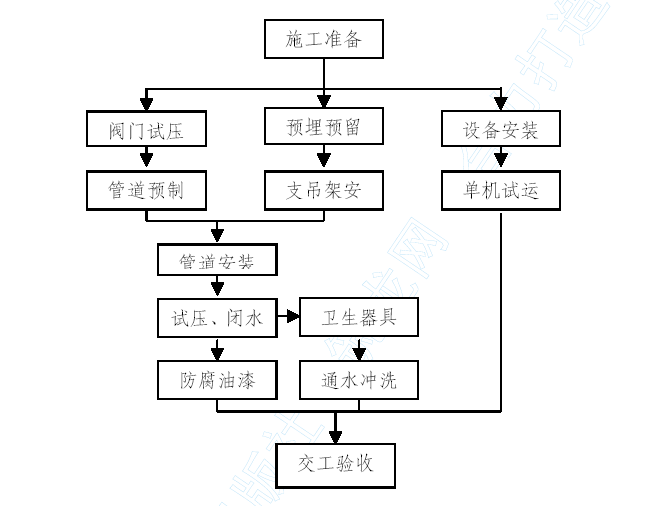 施工准备
阀门试压
预埋预留
设备安装
管道预制
支吊架安
单机试运
管道安装
试压、闭水
卫生器具
防腐油漆
通水冲洗
交工验收